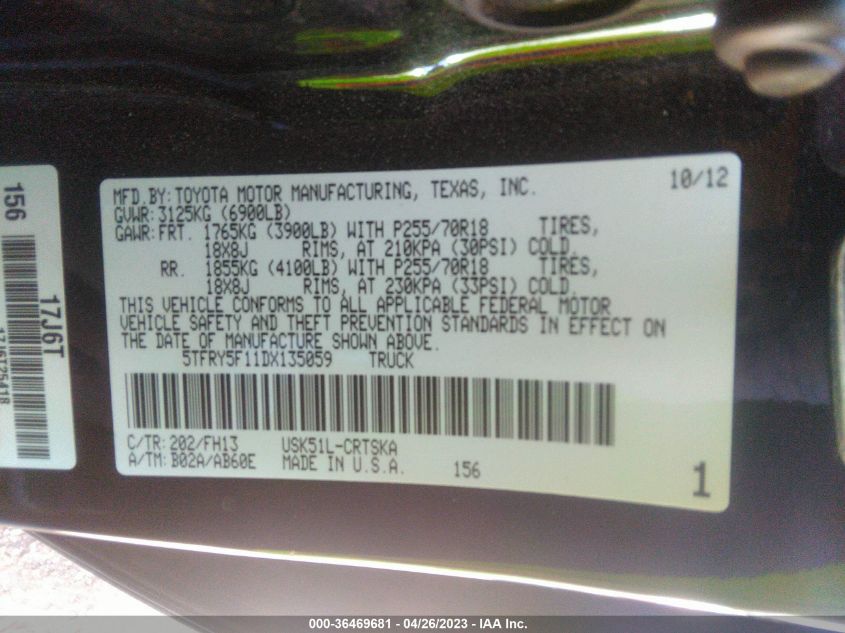 MFD.BY: TOYOTA MOTOR MANUFACTURING, TEXAS, INC. 10/12
GVWR: 3125KG (6900LB)
GAWR: FRT. 1765KG (3900LB) WITH P255/70R18 TIRES,
18X8J RIMS, AT 210KPA (30PSI) COLD.
RR. 1855KG (4100LB) WITH P255/70R18 TIRES,
18X8J RIMS, AT 230KPA (33PSI) COLD.
THIS VEHICLE CONFORMS TO ALL APPLICABLE FEDERAL MOTOR
VEHICLE SAFETY AND THEFT PREVENTION STANDARDS IN EFFECT ON
THE DATE OF MANUFACTURE SHOWN ABOVE.
5TFRY5F11DX135059 TRUCK
C/TR: 202/FH13 USK51L-CRTSKA
A/TM: B02A/AB60E MADE IN U.S.A. 156
1
156
17J6T
17J6T25418
000-36469681 - 04/26/2023 - IAA Inc.